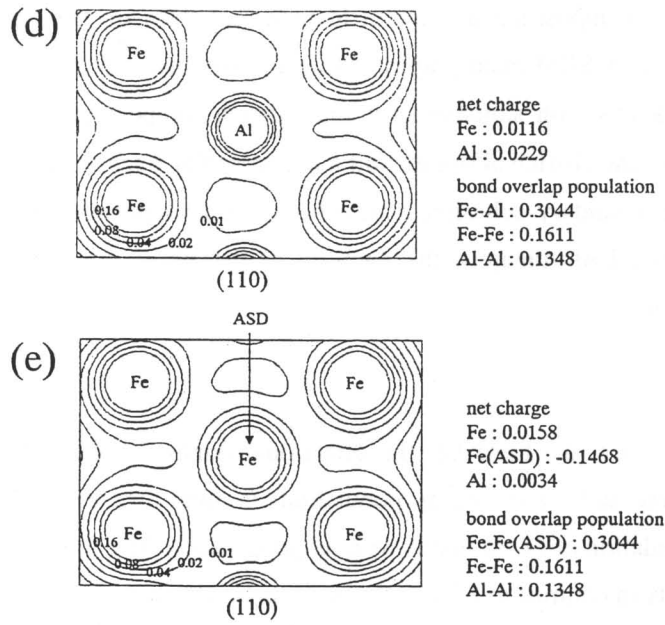 (d)
Fe
Fe
Al
Fe
Fe
0.16
0.08
0.04
0.02
0.01
(110)
net charge
Fe : 0.0116
Al : 0.0229
bond overlap population
Fe-Al : 0.3044
Fe-Fe : 0.1611
Al-Al : 0.1348
ASD
(e)
Fe
Fe
Fe
Fe
Fe
0.16
0.08
0.04
0.02
0.01
(110)
net charge
Fe : 0.0158
Fe(ASD) : -0.1468
Al : 0.0034
bond overlap population
Fe-Fe(ASD) : 0.3044
Fe-Fe : 0.1611
Al-Al : 0.1348